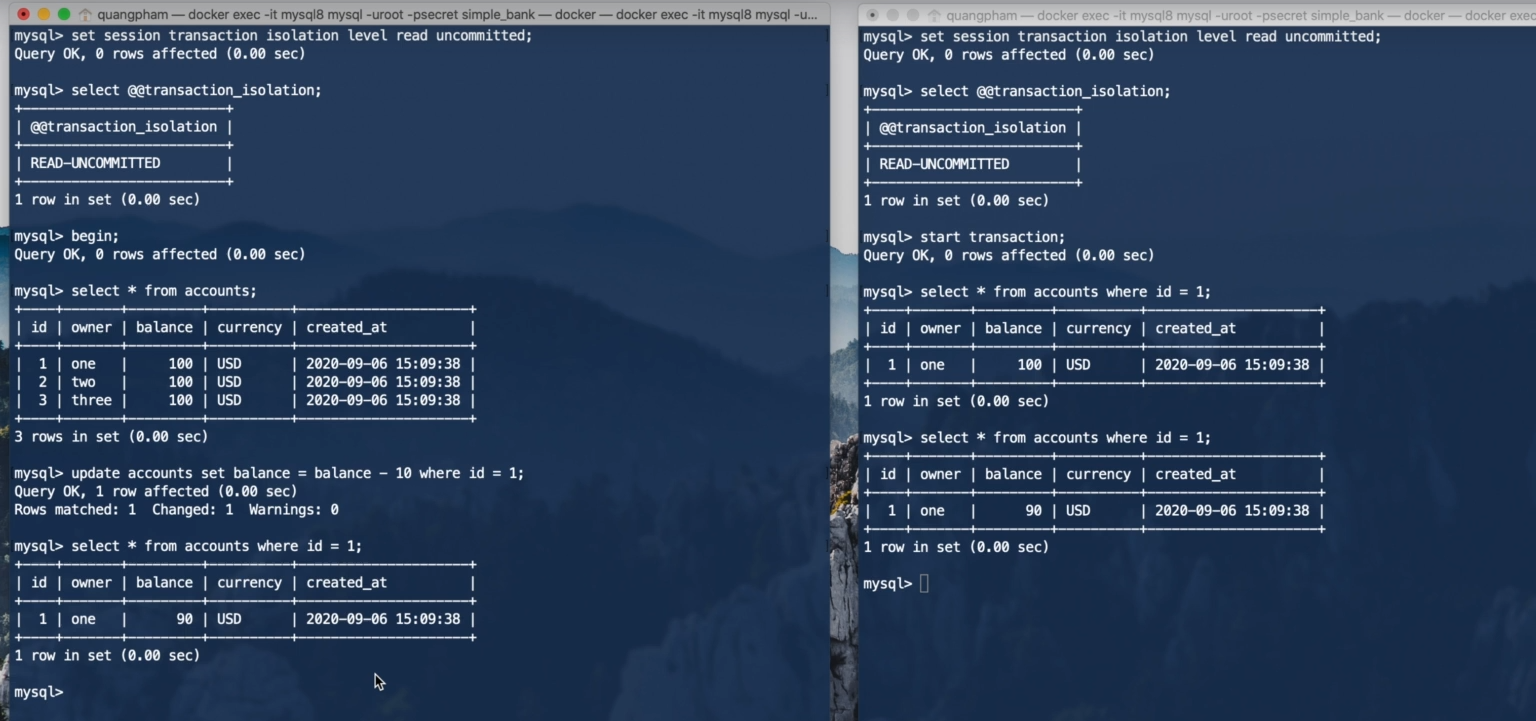 quangpham — docker exec -it mysql8 mysql -uroot -psecret simple_bank — docker — docker exec -it mysql8 mysql -u...
mysql> set session transaction isolation level read uncommitted;
Query OK, 0 rows affected (0.00 sec)
mysql> select @@transaction_isolation;
| @@transaction_isolation |
| READ-UNCOMMITTED |
1 row in set (0.00 sec)
mysql> begin;
Query OK, 0 rows affected (0.00 sec)
mysql> select * from accounts;
| id | owner | balance | currency | created_at |
| 1 | one | 100 | USD | 2020-09-06 15:09:38 |
| 2 | two | 100 | USD | 2020-09-06 15:09:38 |
| 3 | three | 100 | USD | 2020-09-06 15:09:38 |
3 rows in set (0.00 sec)
mysql> update accounts set balance = balance - 10 where id = 1;
Query OK, 1 row affected (0.00 sec)
Rows matched: 1  Changed: 1  Warnings: 0
mysql> select * from accounts where id = 1;
| id | owner | balance | currency | created_at |
| 1 | one | 90 | USD | 2020-09-06 15:09:38 |
1 row in set (0.00 sec)
mysql>
quangpham — docker exec -it mysql8 mysql -uroot -psecret simple_bank — docker — docker exec
mysql> set session transaction isolation level read uncommitted;
Query OK, 0 rows affected (0.00 sec)
mysql> select @@transaction_isolation;
| @@transaction_isolation |
| READ-UNCOMMITTED |
1 row in set (0.00 sec)
mysql> start transaction;
Query OK, 0 rows affected (0.00 sec)
mysql> select * from accounts where id = 1;
| id | owner | balance | currency | created_at |
| 1 | one | 100 | USD | 2020-09-06 15:09:38 |
1 row in set (0.00 sec)
mysql> select * from accounts where id = 1;
| id | owner | balance | currency | created_at |
| 1 | one | 90 | USD | 2020-09-06 15:09:38 |
1 row in set (0.00 sec)
mysql>